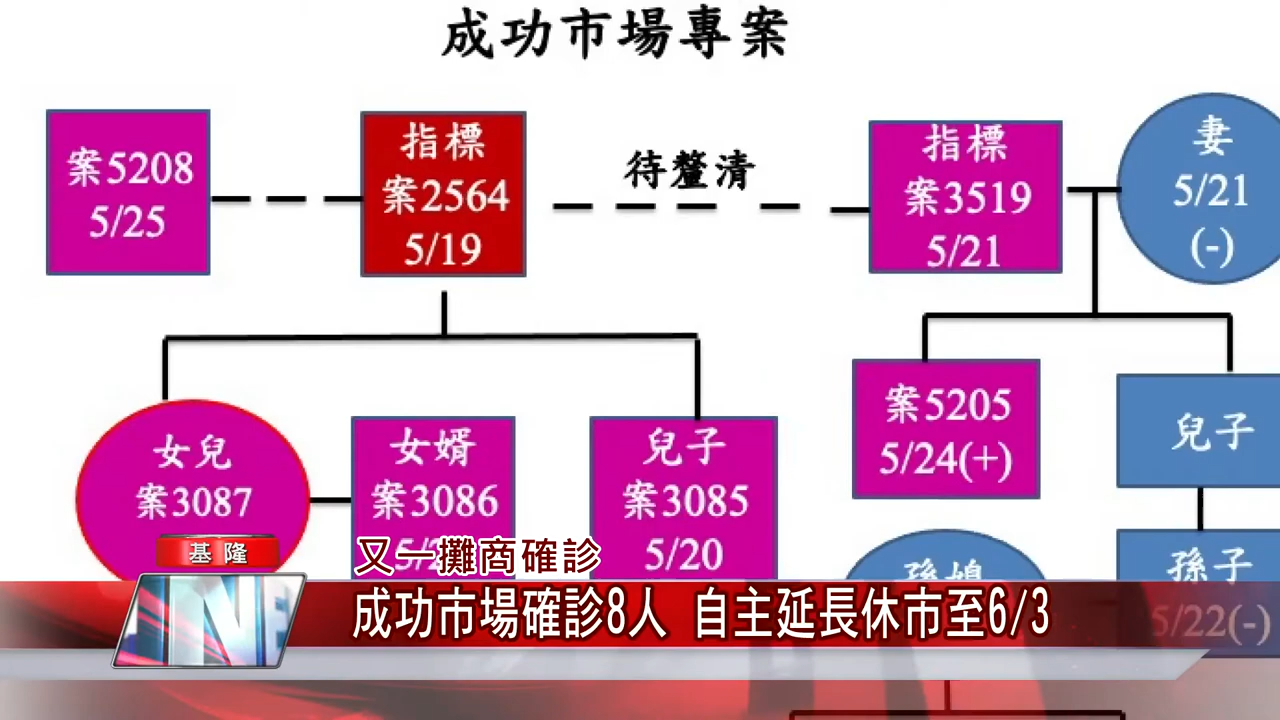 成功市場專案
案5208
5/25
指標
案2564
5/19
待釐清
指標
案3519
5/21
妻
5/21
(-)
案5205
5/24(+)
兒子
女兒
案3087
女婿
案3086
兒子
案3085
5/20
孫媳
孫子
5/22(-)
基隆
又一攤商確診
成功市場確診8人 自主延長休市至6/3